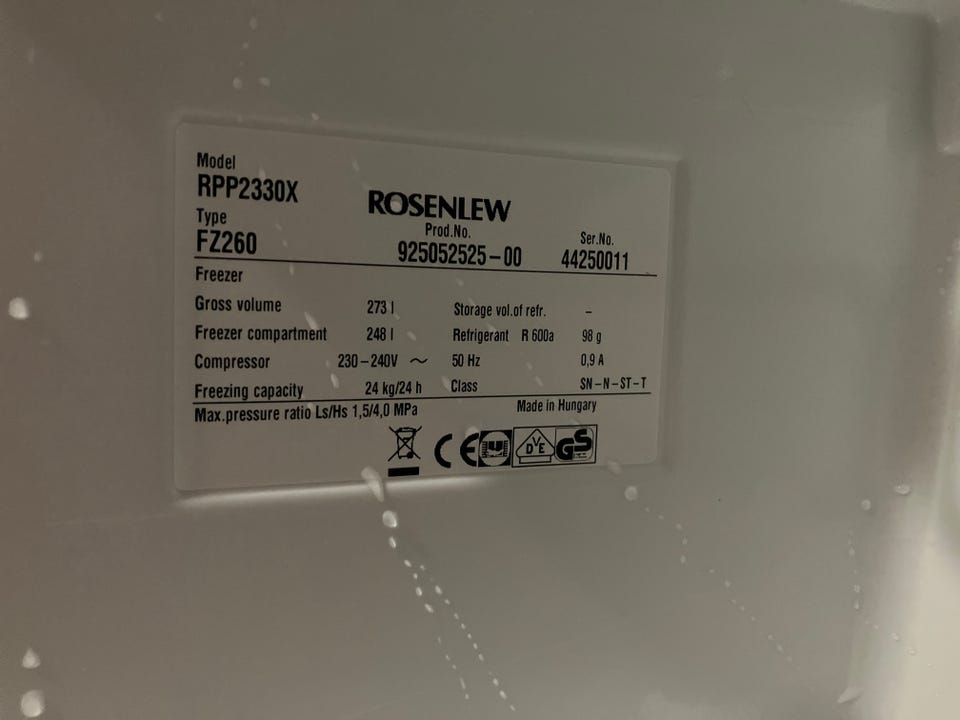 Model
RPP2330X
ROSENLEW
Type
Prod.No.
Ser.No.
FZ260
925052525-00
44250011
Freezer
Gross volume 273 l Storage vol.of refr. –
Freezer compartment 248 l Refrigerant R 600a 98 g
Compressor 230-240V ~ 50 Hz 0,9 A
Freezing capacity 24 kg/24 h Class SN-N-ST-T
Max.pressure ratio Ls/Hs 1,5/4,0 MPa Made in Hungary
CE DVE GS